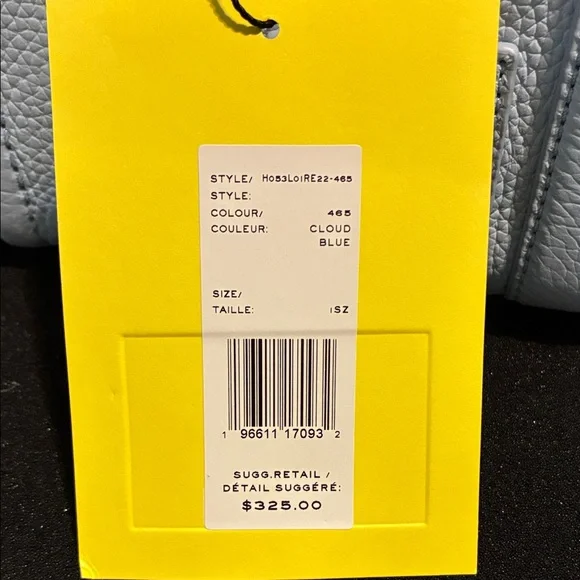 STYLE/ H053L01RE22-465
STYLE:
COLOUR/ 465
COULEUR: CLOUD
BLUE
SIZE/
TAILLE: 1SZ
1 96611 17093 2
SUGG.RETAIL /
DÉTAIL SUGGÉRÉ:
$325.00